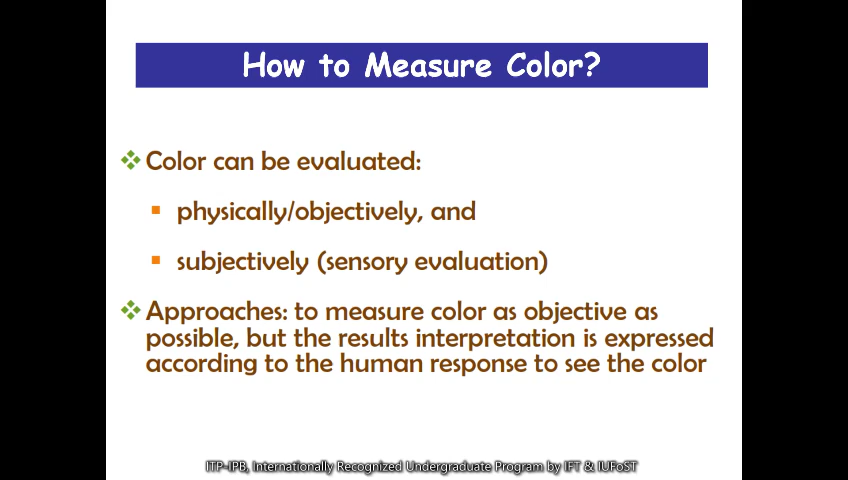 How to Measure Color?
Color can be evaluated:
physically/objectively, and
subjectively (sensory evaluation)
Approaches: to measure color as objective as
possible, but the results interpretation is expressed
according to the human response to see the color
ITP-IPB, Internationally Recognized Undergraduate Program by IFT & IUFoST